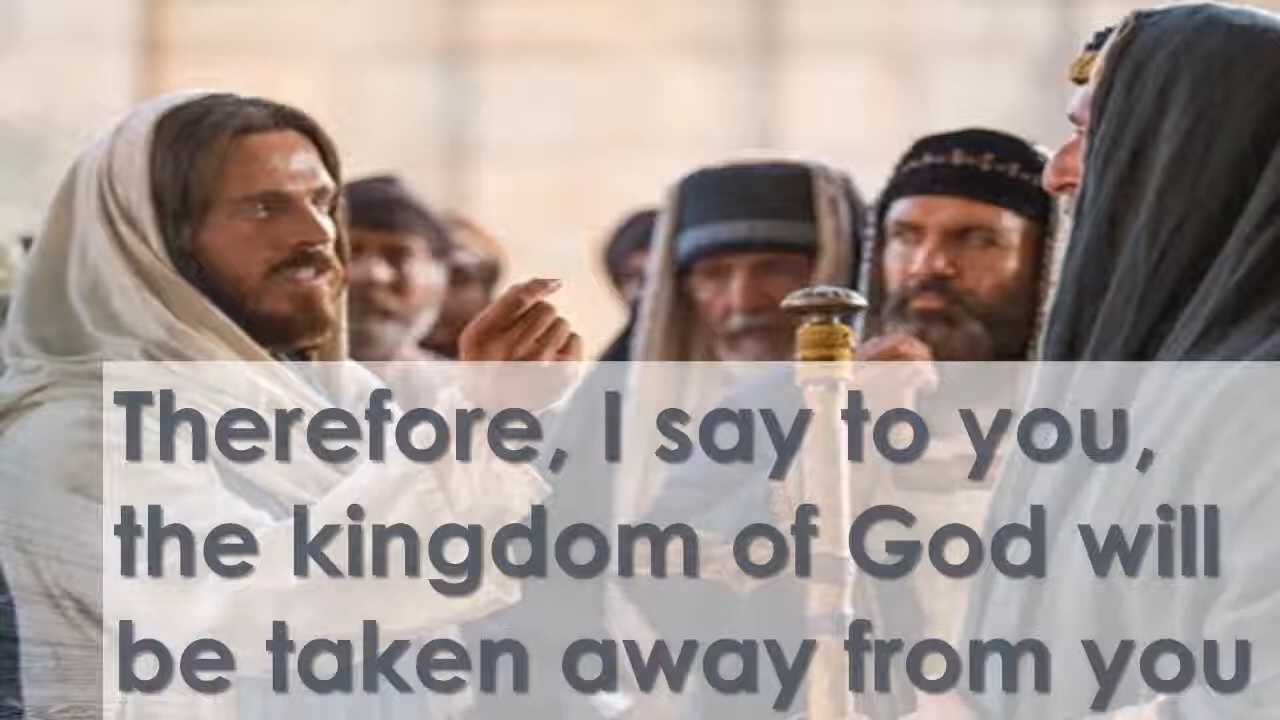 Therefore, I say to you,
the kingdom of God will
be taken away from you